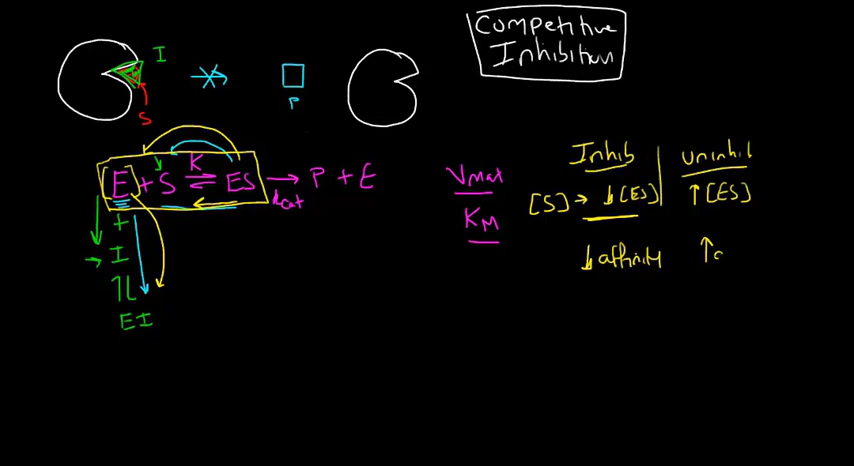 Competitive
Inhibition
I
S
P
E + S K ES kcat P + E
+
I
EI
Vmax
KM
Inhib Uninhib
[S] → ↓[ES] ↑[ES]
↓affinity ↑